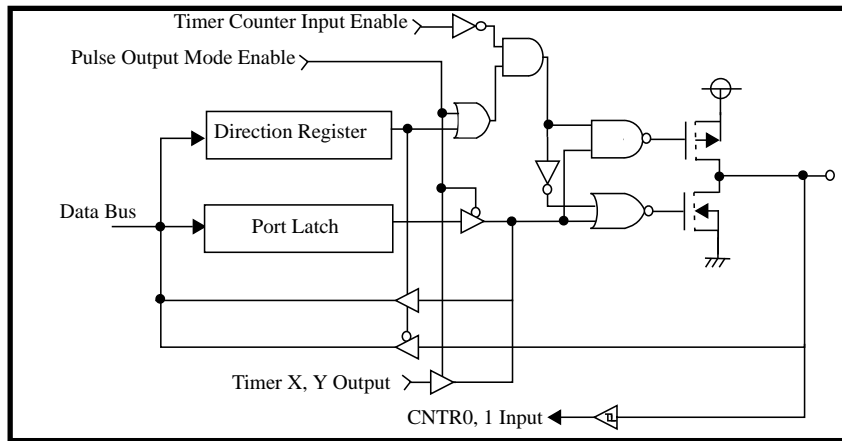 Timer Counter Input Enable
Pulse Output Mode Enable
Direction Register
Data Bus
Port Latch
Timer X, Y Output
CNTR0, 1 Input